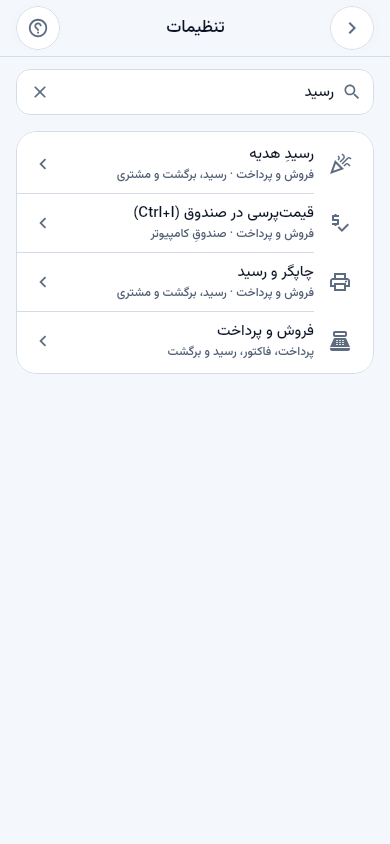 تنظیمات
رسید
رسیدِ هدیه
فروش و پرداخت · رسید، برگشت و مشتری
قیمت‌پرسی در صندوق (Ctrl+I)
فروش و پرداخت · صندوقِ کامپیوتر
چاپگر و رسید
فروش و پرداخت · رسید، برگشت و مشتری
فروش و پرداخت
پرداخت، فاکتور، رسید و برگشت